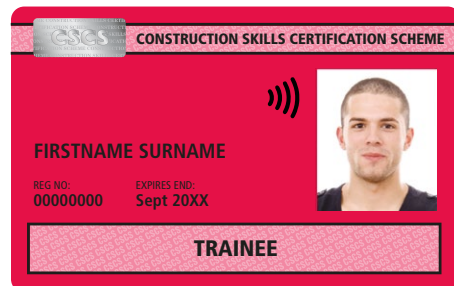 CSCS
CONSTRUCTION SKILLS CERTIFICATION SCHEME
FIRSTNAME SURNAME
REG NO:
EXPIRES END:
00000000
Sept 20XX
TRAINEE